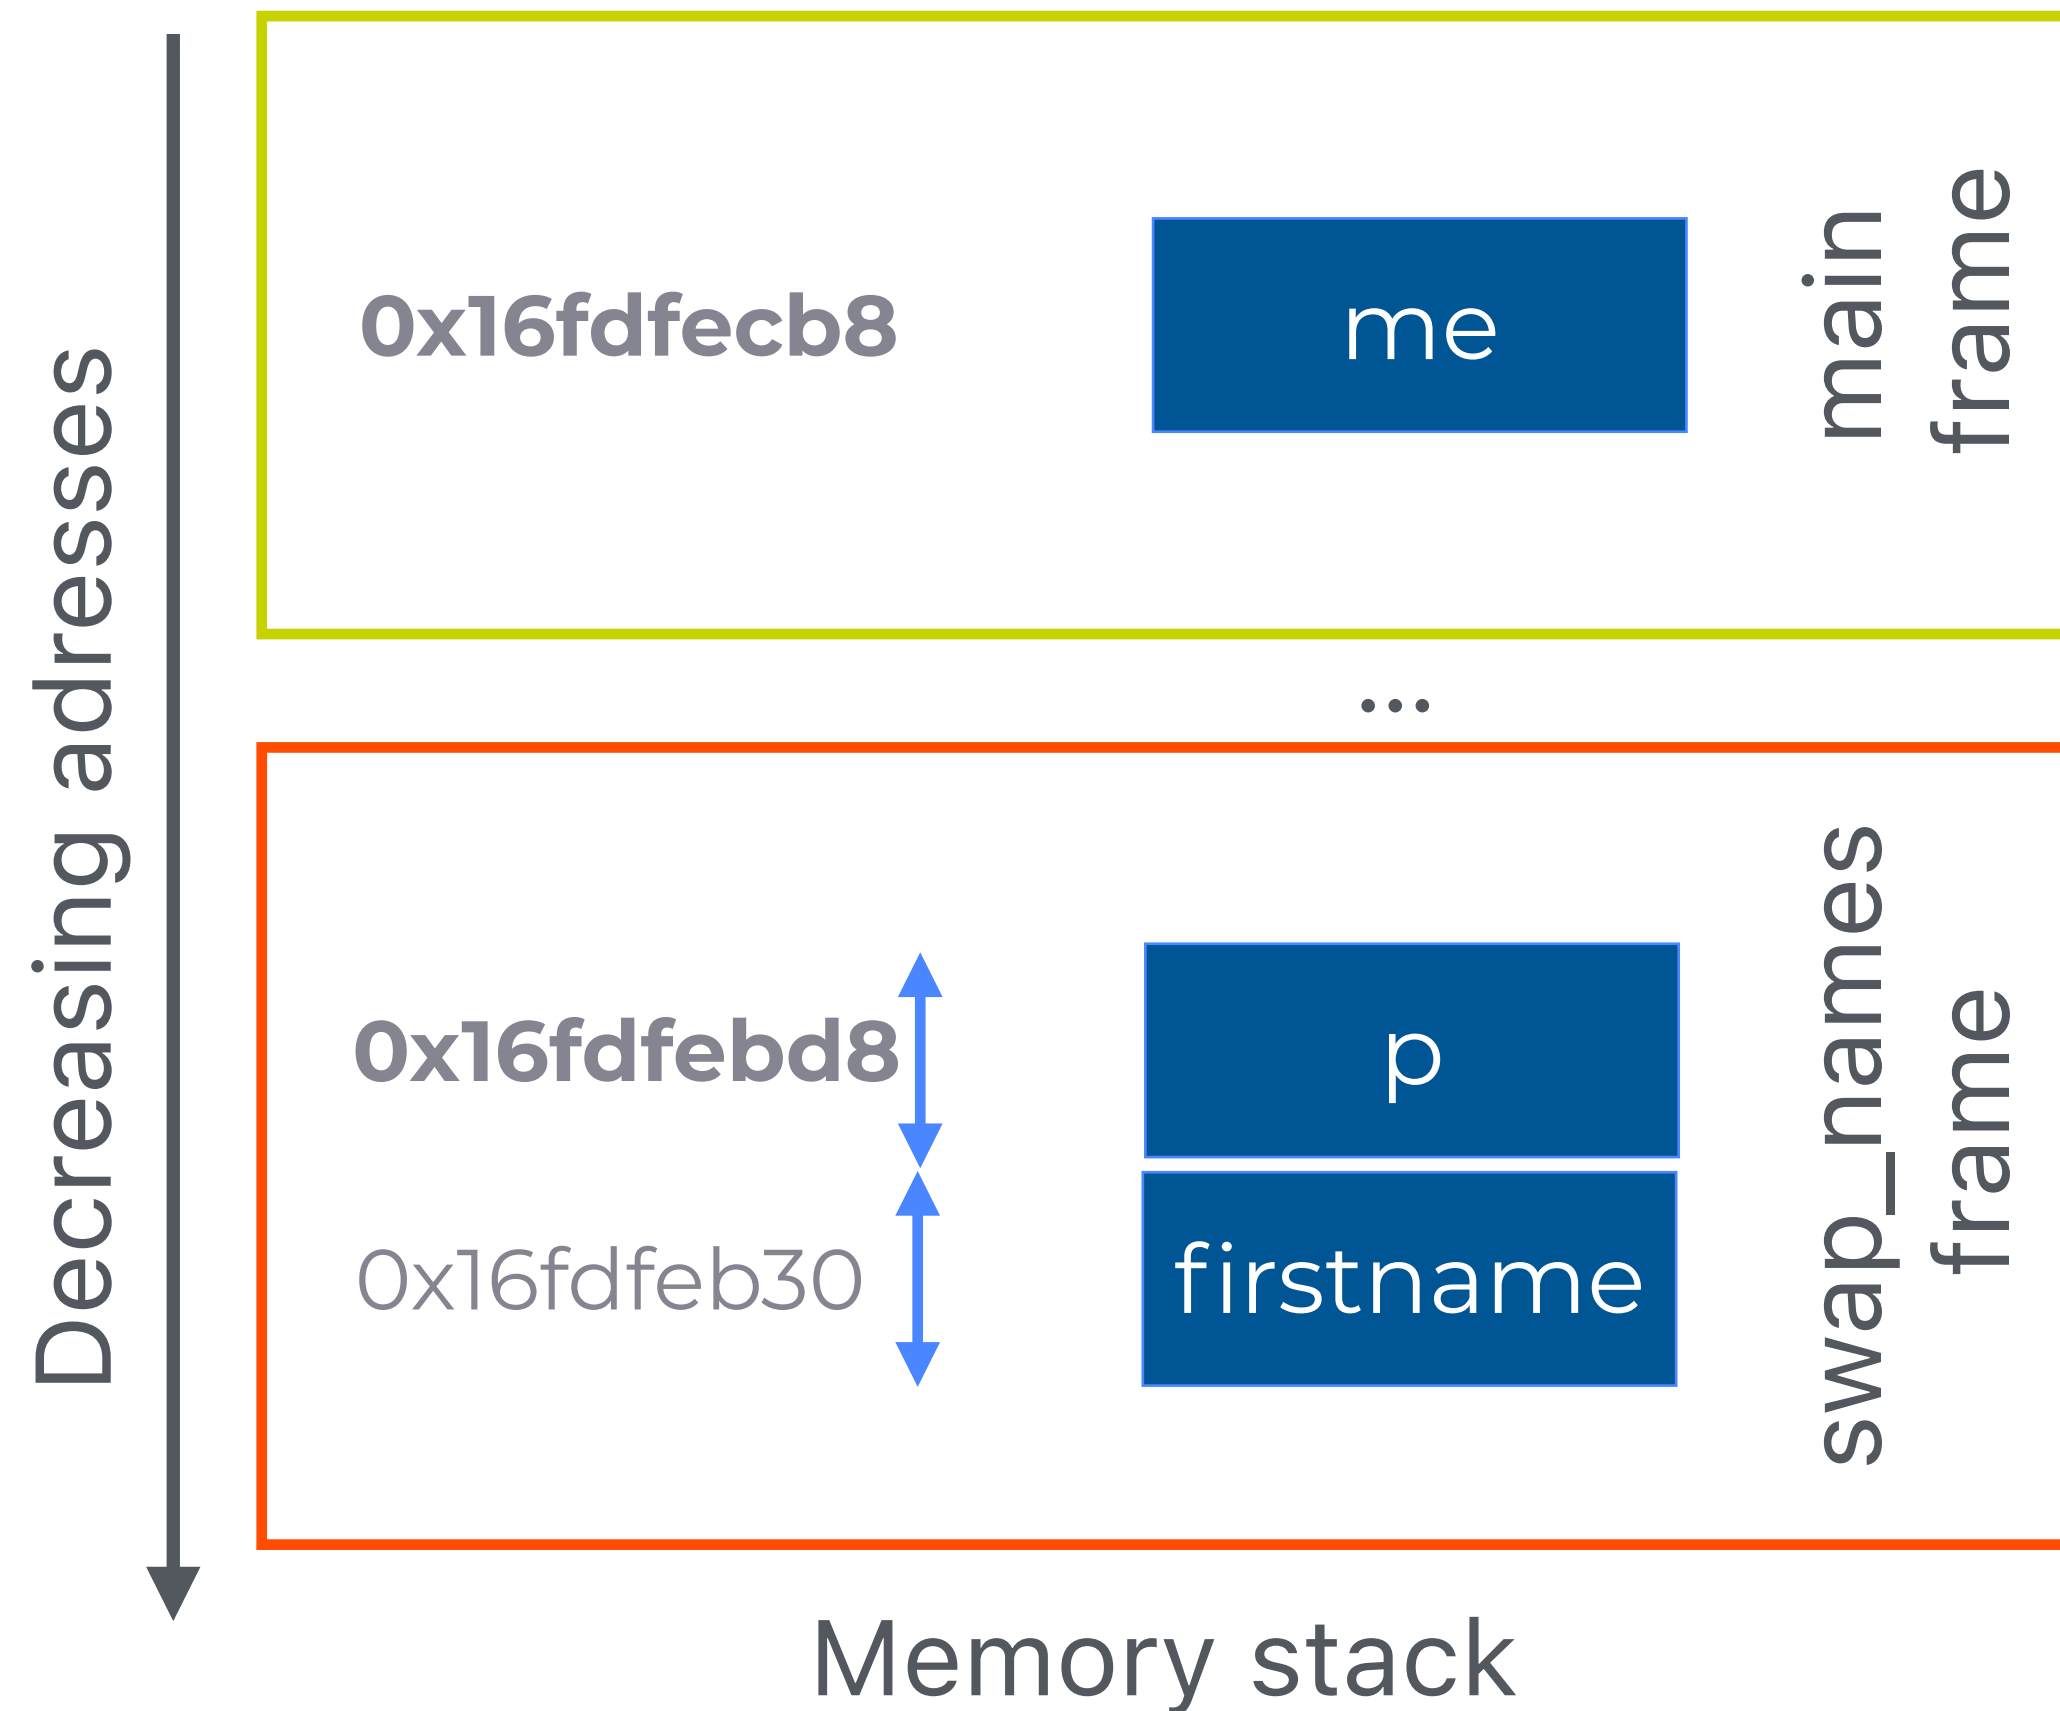 Decreasing adresses
0x16fdfecb8
me
main
frame
...
0x16fdfebd8
p
0x16fdfeb30
firstname
swap_names
frame
Memory stack